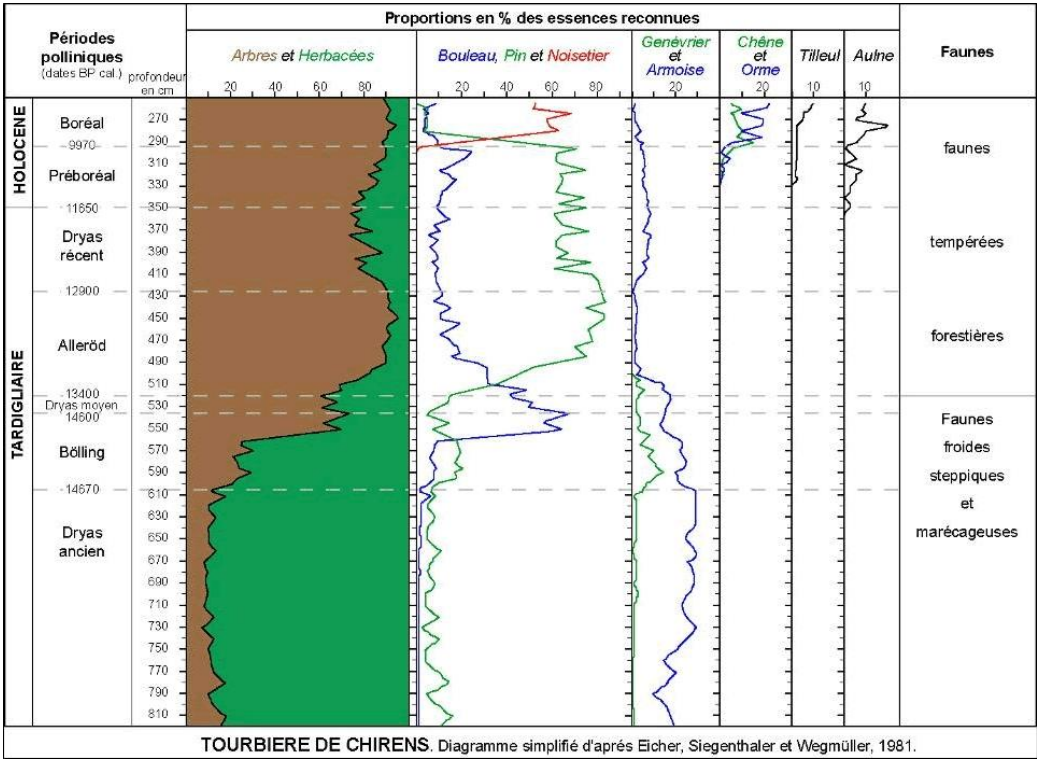 Proportions en % des essences reconnues
Périodes
polliniques
(dates BP cal.)
profondeur
en cm
Arbres et Herbacées
Bouleau, Pin et Noisetier
Genévrier
et
Armoise
Chêne
et
Orme
Tilleul
Aulne
Faunes
20 40 60 80
20 40 60 80
20
20
10
10
HOLOCENE
TARDIGLIAIRE
Boréal
9970
Préboréal
11650
Dryas
récent
12900
Alleröd
13400
Dryas moyen
14600
Bölling
14670
Dryas
ancien
270
290
310
330
350
370
390
410
430
450
470
490
510
530
550
570
590
610
630
650
670
690
710
730
750
770
790
810
faunes
tempérées
forestières
Faunes
froides
steppiques
et
marécageuses
TOURBIERE DE CHIRENS. Diagramme simplifié d'aprés Eicher, Siegenthaler et Wegmüller, 1981.